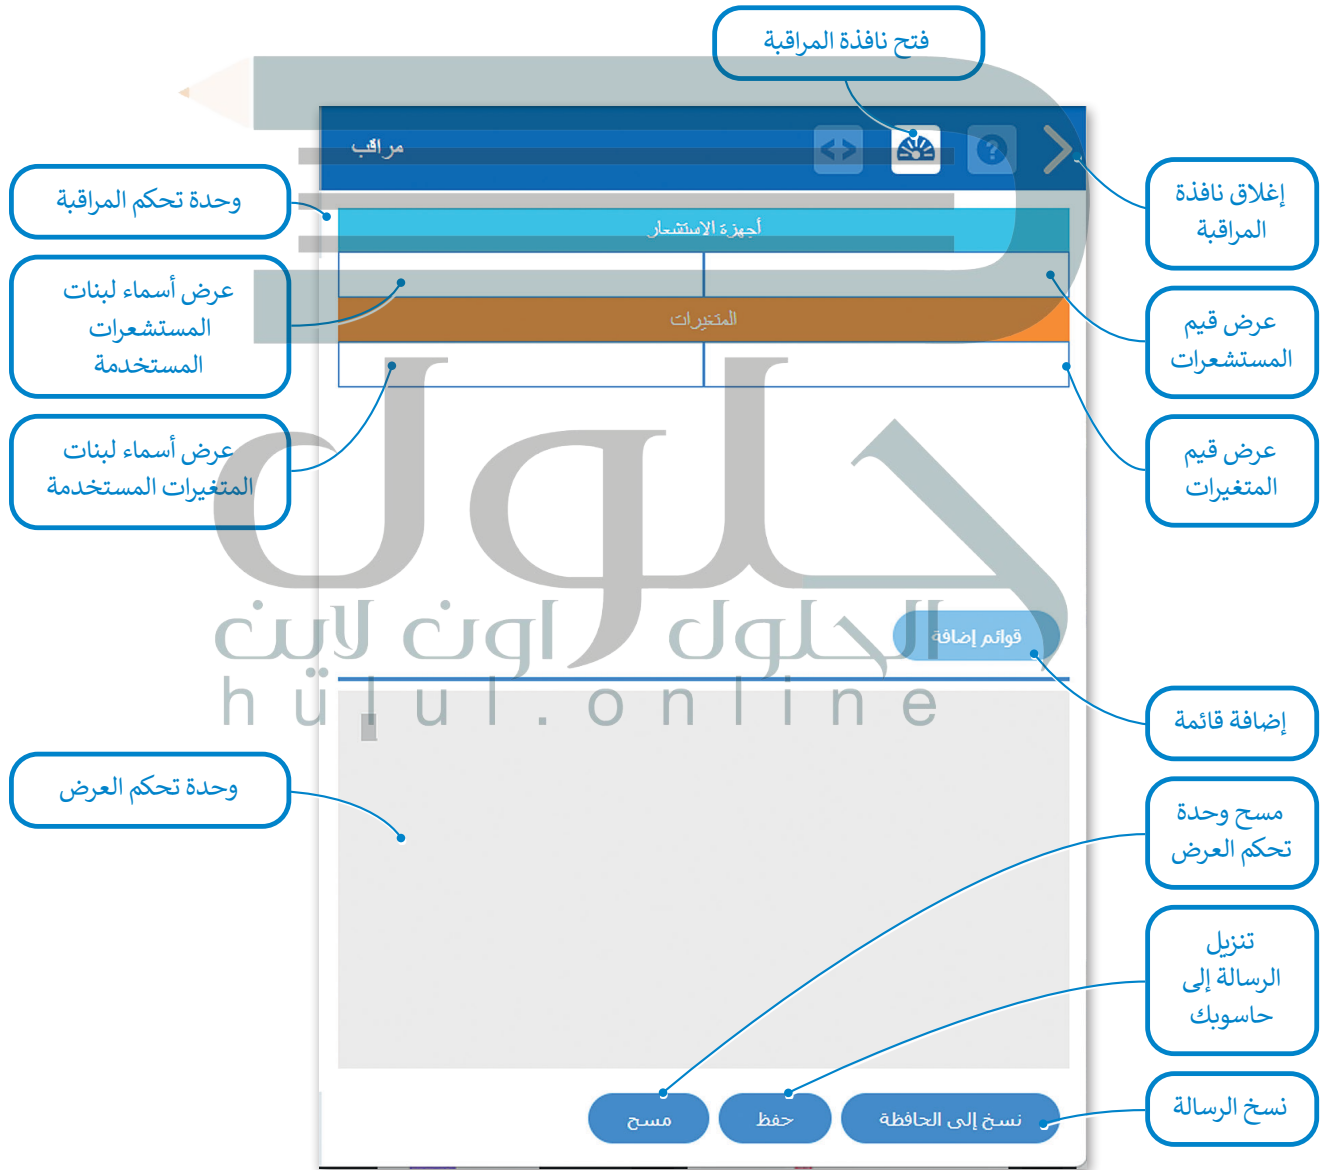 فتح نافذة المراقبة
مراقب
?
<>
إغلاق نافذة
المراقبة
وحدة تحكم المراقبة
أجهزة الاستشعار
عرض أسماء لبنات
المستشعرات
المستخدمة
عرض قيم
المستشعرات
المتغيرات
عرض أسماء لبنات
المتغيرات المستخدمة
عرض قيم
المتغيرات
حلول
الحلول اون لاين
hulul.online
قوائم إضافة
إضافة قائمة
وحدة تحكم العرض
مسح وحدة
تحكم العرض
تنزيل
الرسالة إلى
حاسوبك
نسخ الرسالة
نسخ إلى الحافظة
حفظ
مسح